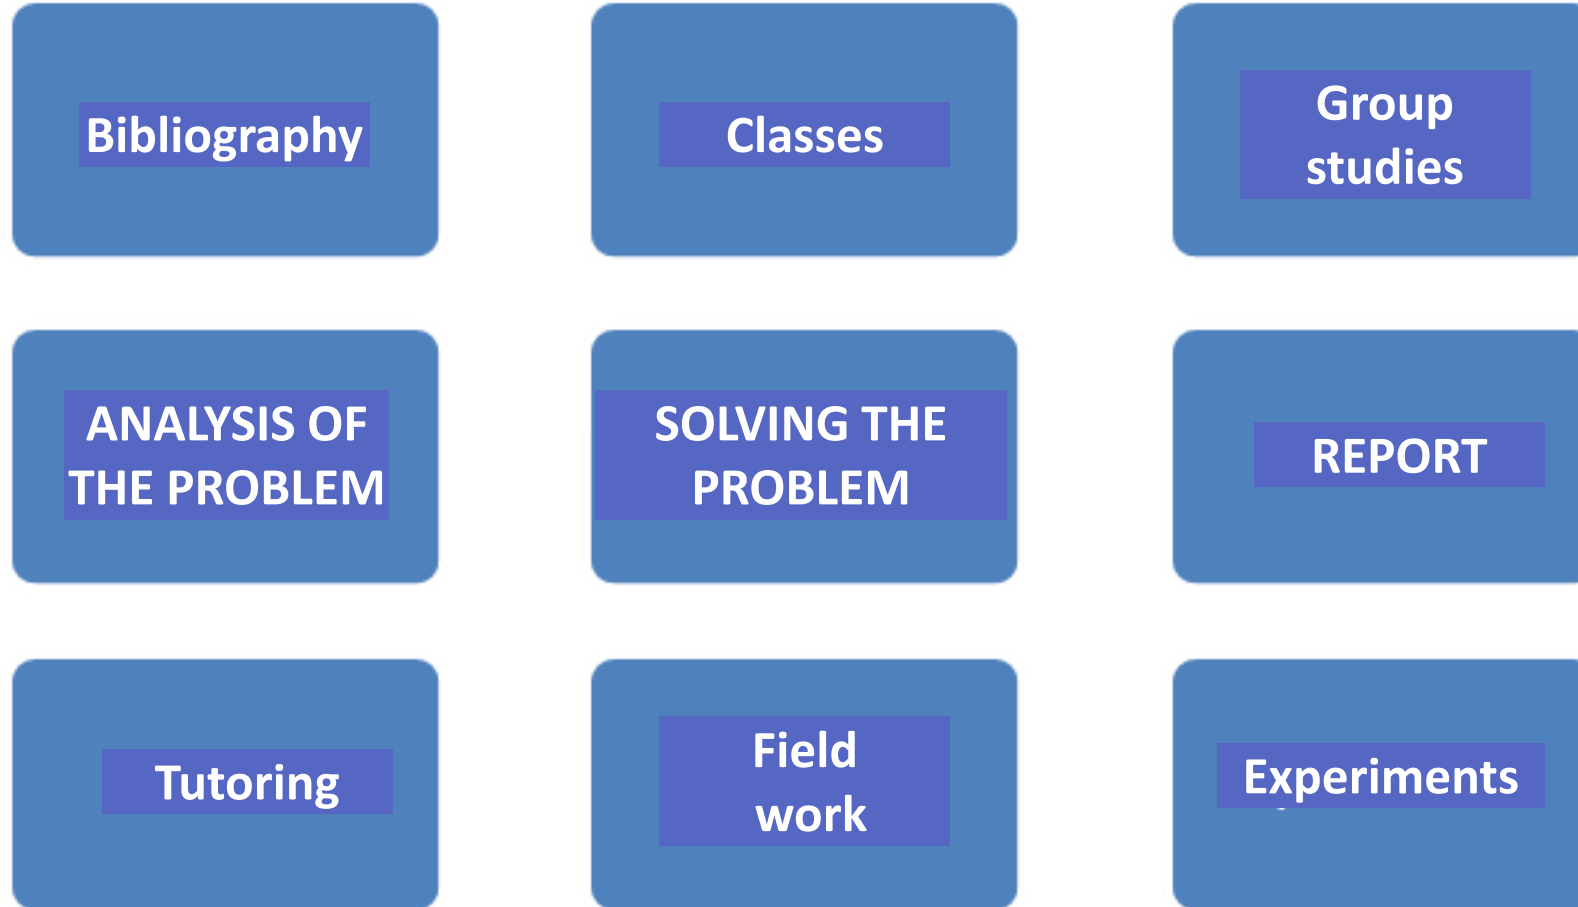 Bibliography
Classes
Group
studies
ANALYSIS OF
THE PROBLEM
SOLVING THE
PROBLEM
REPORT
Tutoring
Field
work
Experiments